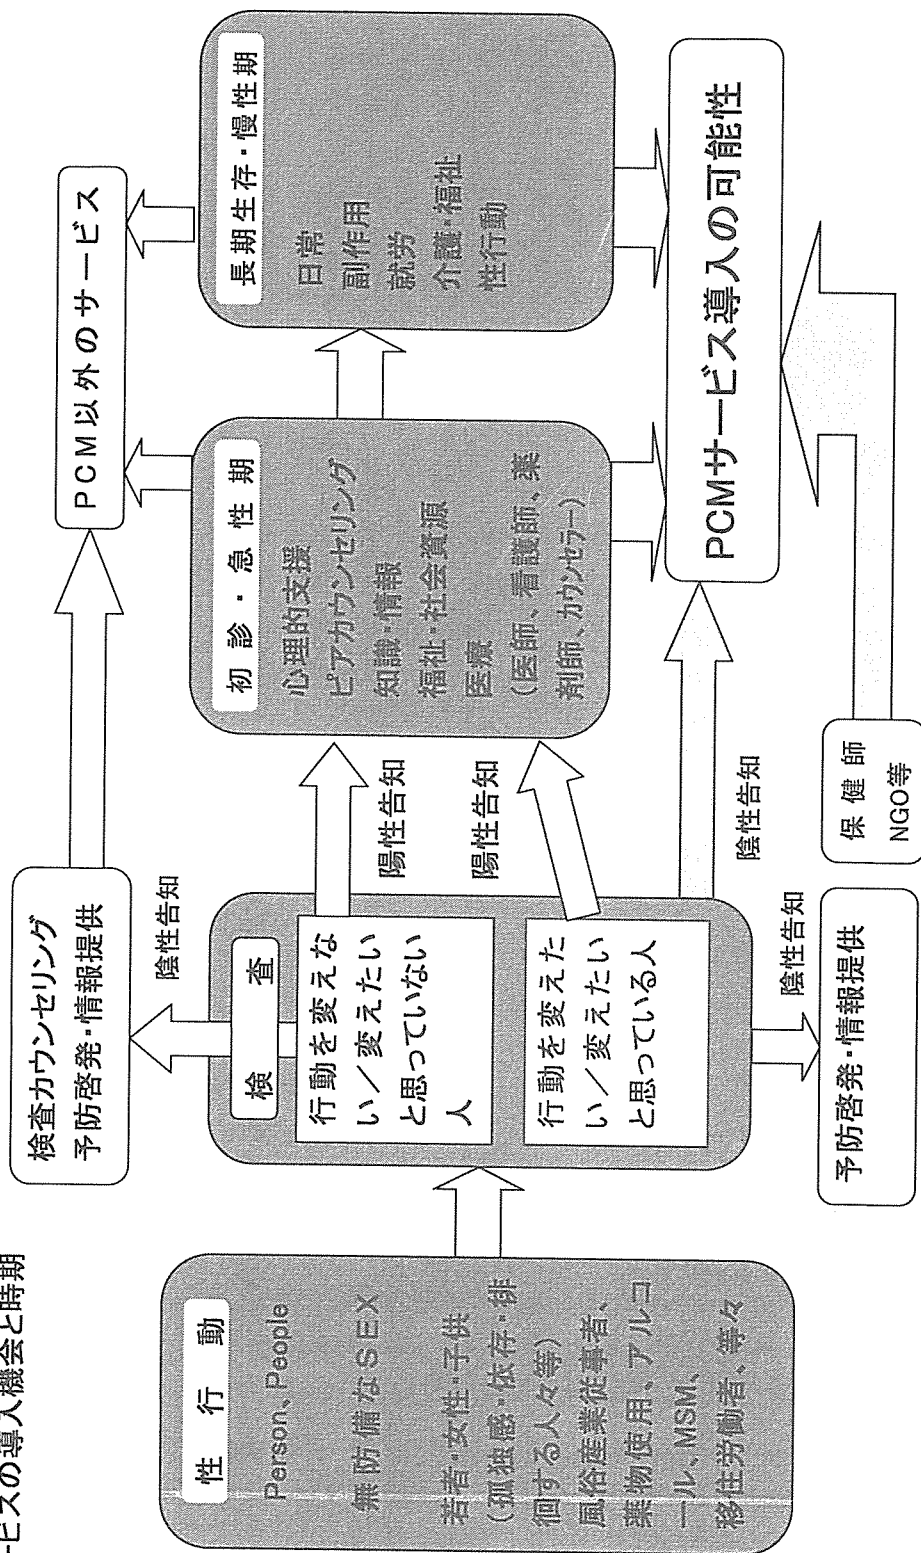 ービスの導入機会と時期
性 行 動
Person、People
無防備なSEX
若者・女性・子供
(孤独感・依存・徘
徊する人々等)
風俗産業従事者、
薬物使用、アルコ
ール、MSM、
移住労働者、等々
検査カウンセリング
予防啓発・情報提供
陰性告知
検 査
行動を変えな
い/変えたい
と思っていない
人
行動を変えた
い/変えたい
と思っている人
陰性告知
予防啓発・情報提供
陽性告知
陽性告知
陰性告知
初 診 ・ 急 性 期
心理的支援
ピアカウンセリング
知識・情報
福祉・社会資源
医療
(医師、看護師、薬
剤師、カウンセラー)
長期生存・慢性期
日常
副作用
就労
介護・福祉
性行動
PCM以外のサービス
PCMサービス導入の可能性
保 健 師
NGO等